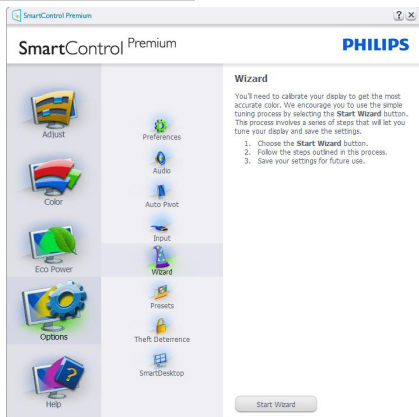 SmartControl Premium
? ×
SmartControl Premium
PHILIPS
Adjust
Color
Eco Power
Options
Help
Preferences
Audio
Auto Pivot
Input
Wizard
Presets
Theft Deterrence
SmartDesktop
Wizard
You'll need to calibrate your display to get the most
accurate color. We encourage you to use the simple
tuning process by selecting the Start Wizard button.
This process involves a series of steps that will let you
tune your display and save the settings.
1. Choose the Start Wizard button.
2. Follow the steps outlined in this process.
3. Save your settings for future use.
Start Wizard